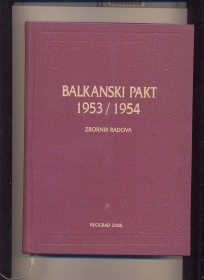 BALKANSKI PAKT
1953 / 1954
ZBORNIK RADOVA
BEOGRAD 2008.